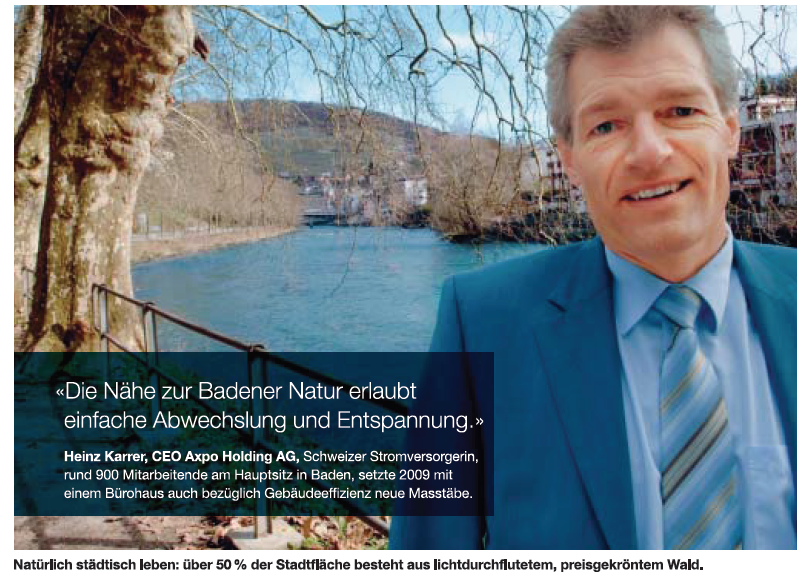 «Die Nähe zur Badener Natur erlaubt
einfache Abwechslung und Entspannung.»
Heinz Karrer, CEO Axpo Holding AG, Schweizer Stromversorgerin,
rund 900 Mitarbeitende am Hauptsitz in Baden, setzte 2009 mit
einem Bürohaus auch bezüglich Gebäudeeffizienz neue Masstäbe.
Natürlich städtisch leben: über 50 % der Stadtfläche besteht aus lichtdurchflutetem, preisgekröntem Wald.